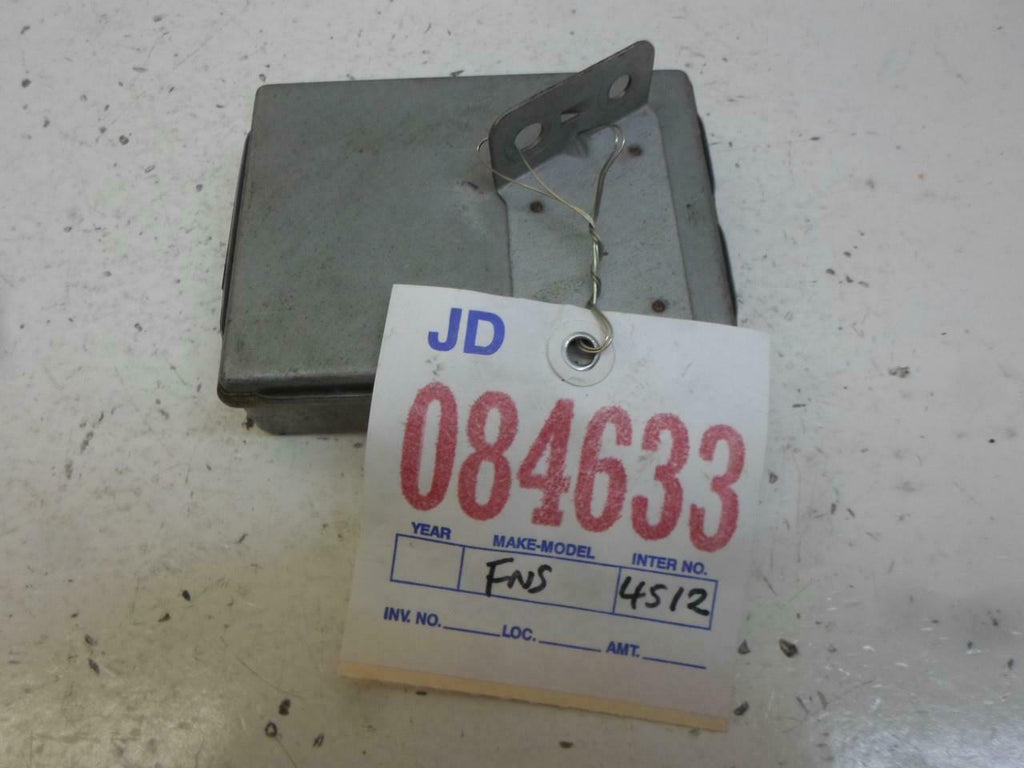 JD
084633
YEAR MAKE-MODEL INTER NO.
FNS 4512
INV. NO. LOC. AMT.